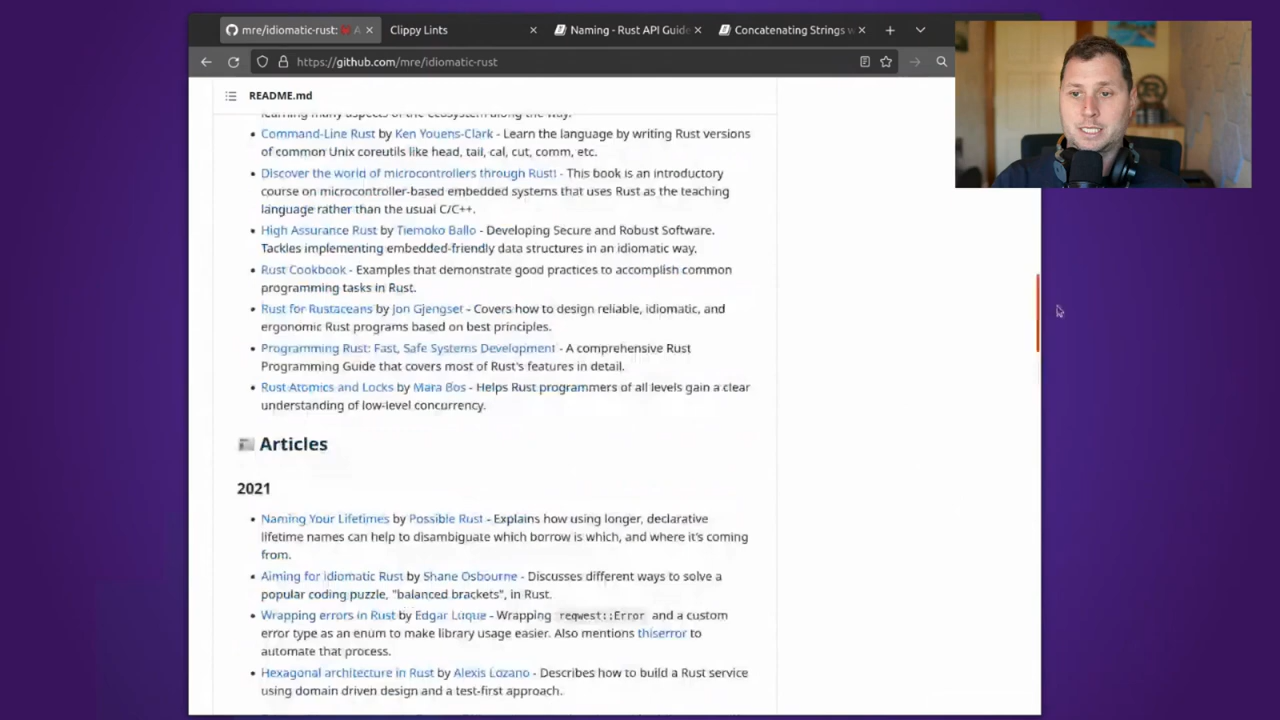 mre/idiomatic-rust: A
Clippy Lints
Naming - Rust API Guide
Concatenating Strings w
https://github.com/mre/idiomatic-rust
README.md
learning many aspects of the ecosystem along the way.
Command-Line Rust by Ken Youens-Clark - Learn the language by writing Rust versions
of common Unix coreutils like head, tail, cal, cut, comm, etc.
Discover the world of microcontrollers through Rust! - This book is an introductory
course on microcontroller-based embedded systems that uses Rust as the teaching
language rather than the usual C/C++.
High Assurance Rust by Tiemoko Ballo - Developing Secure and Robust Software.
Tackles implementing embedded-friendly data structures in an idiomatic way.
Rust Cookbook - Examples that demonstrate good practices to accomplish common
programming tasks in Rust.
Rust for Rustaceans by Jon Gjengset - Covers how to design reliable, idiomatic, and
ergonomic Rust programs based on best principles.
Programming Rust: Fast, Safe Systems Development - A comprehensive Rust
Programming Guide that covers most of Rust's features in detail.
Rust Atomics and Locks by Mara Bos - Helps Rust programmers of all levels gain a clear
understanding of low-level concurrency.
Articles
2021
Naming Your Lifetimes by Possible Rust - Explains how using longer, declarative
lifetime names can help to disambiguate which borrow is which, and where it's coming
from.
Aiming for idiomatic Rust by Shane Osbourne - Discusses different ways to solve a
popular coding puzzle, "balanced brackets", in Rust.
Wrapping errors in Rust by Edgar Luque - Wrapping reqwest::Error and a custom
error type as an enum to make library usage easier. Also mentions thiserror to
automate that process.
Hexagonal architecture in Rust by Alexis Lozano - Describes how to build a Rust service
using domain driven design and a test-first approach.